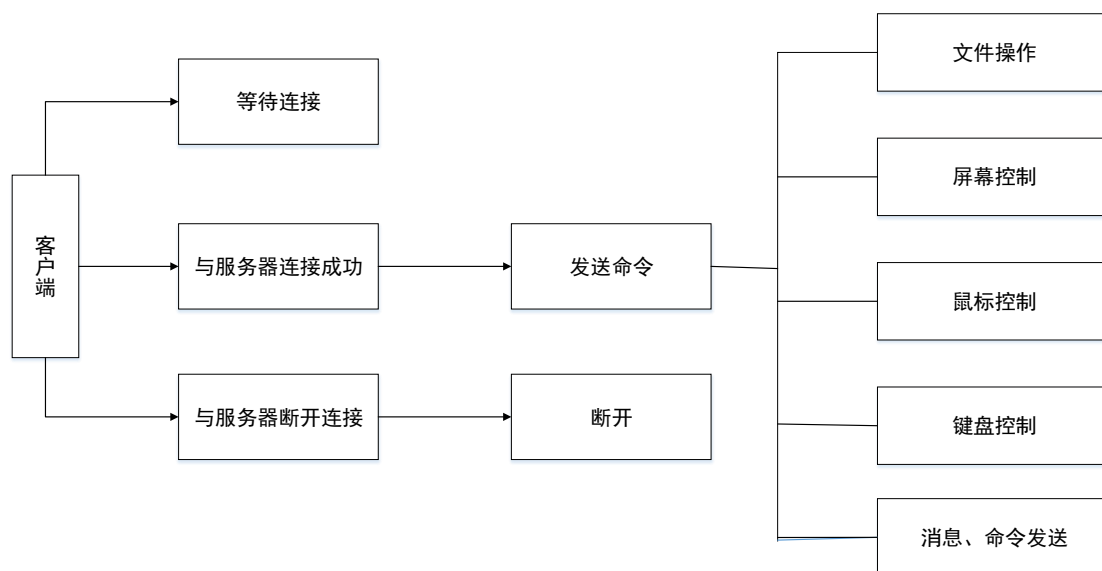 客户端
等待连接
与服务器连接成功
与服务器断开连接
发送命令
断开
文件操作
屏幕控制
鼠标控制
键盘控制
消息、命令发送